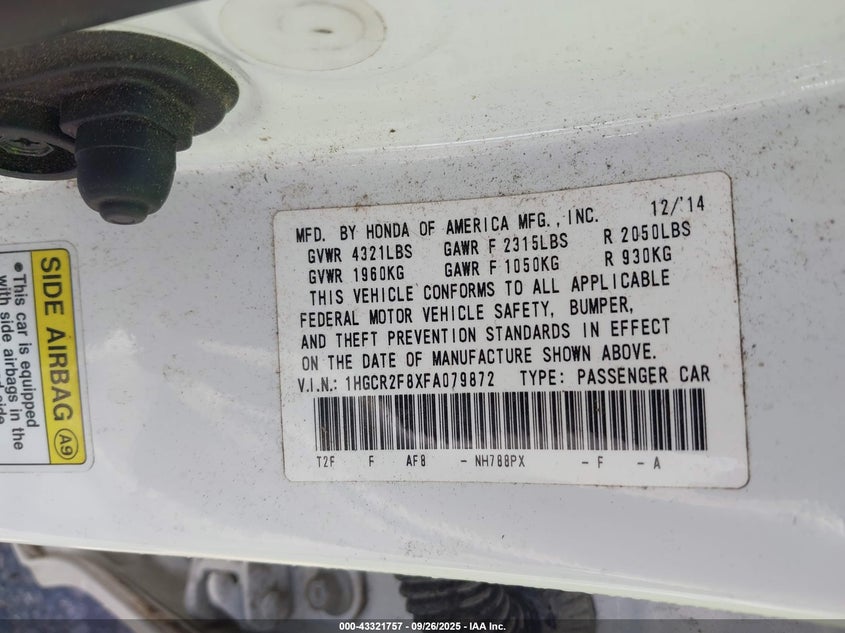 MFD. BY HONDA OF AMERICA MFG., INC. 12/'14
GVWR 4321LBS GAWR F 2315LBS R 2050LBS
GVWR 1960KG GAWR F 1050KG R 930KG
THIS VEHICLE CONFORMS TO ALL APPLICABLE
FEDERAL MOTOR VEHICLE SAFETY, BUMPER,
AND THEFT PREVENTION STANDARDS IN EFFECT
ON THE DATE OF MANUFACTURE SHOWN ABOVE.
V.I.N.: 1HGCR2F8XFA079872 TYPE: PASSENGER CAR
T2F F AF8 - NH788PX - F - A
SIDE AIRBAG A9
•This car is equipped
with side airbags in the
000-43321757 - 09/26/2025 - IAA Inc.